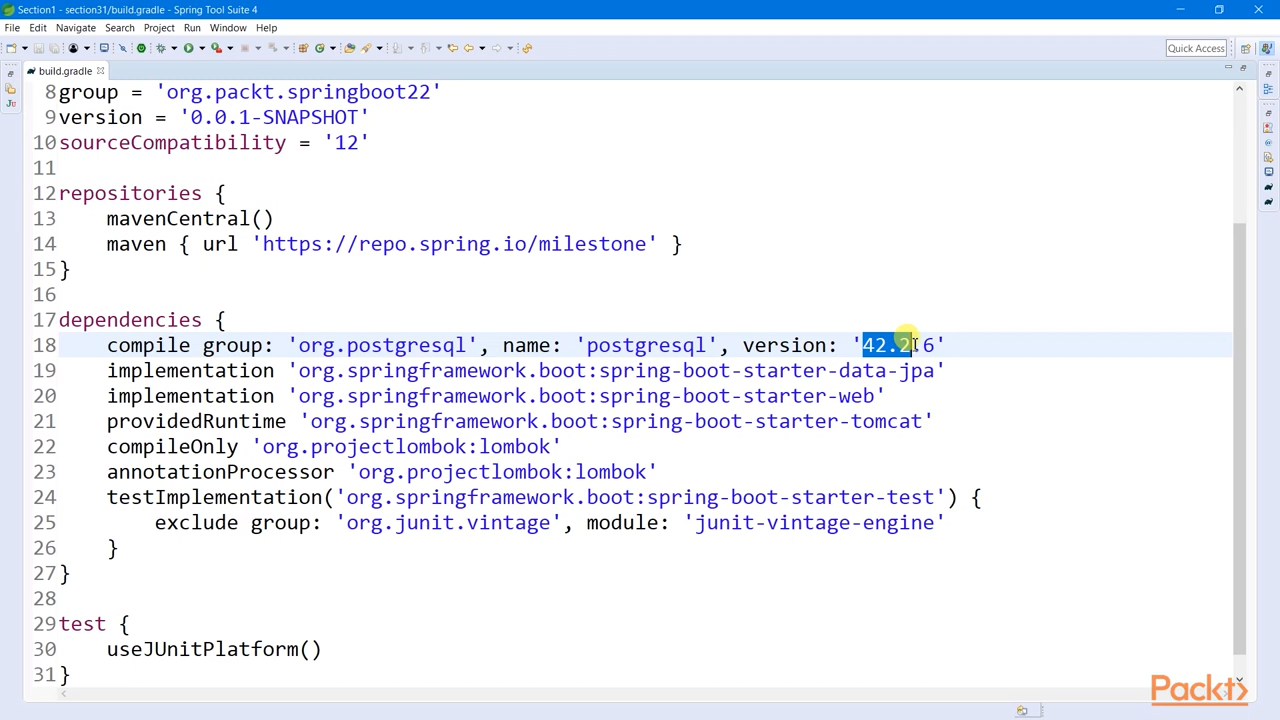 Section1 - section31/build.gradle - Spring Tool Suite 4
File Edit Navigate Search Project Run Window Help
Quick Access
build.gradle
8 group = 'org.packt.springboot22'
9 version = '0.0.1-SNAPSHOT'
10 sourceCompatibility = '12'
11
12 repositories {
13     mavenCentral()
14     maven { url 'https://repo.spring.io/milestone' }
15 }
16
17 dependencies {
18     compile group: 'org.postgresql', name: 'postgresql', version: '42.2.6'
19     implementation 'org.springframework.boot:spring-boot-starter-data-jpa'
20     implementation 'org.springframework.boot:spring-boot-starter-web'
21     providedRuntime 'org.springframework.boot:spring-boot-starter-tomcat'
22     compileOnly 'org.projectlombok:lombok'
23     annotationProcessor 'org.projectlombok:lombok'
24     testImplementation('org.springframework.boot:spring-boot-starter-test') {
25         exclude group: 'org.junit.vintage', module: 'junit-vintage-engine'
26     }
27 }
28
29 test {
30     useJUnitPlatform()
31 }
Packt>